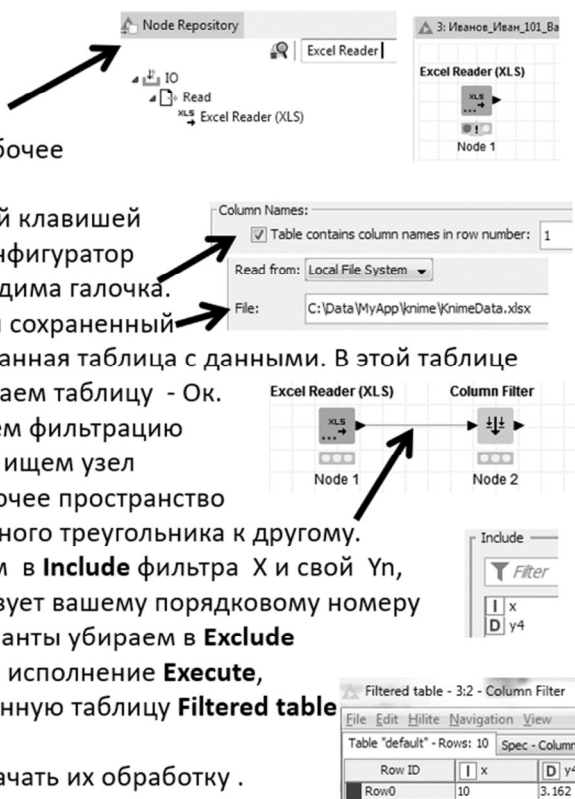 Node Repository
Excel Reader
IO
Read
XLS Excel Reader (XLS)
3: Иванов_Иван_101_Ва
Excel Reader (XLS)
XLS
Node 1
бочее
й клавишей
нфигуратор
дима галочка.
сохраненный
Column Names:
Table contains column names in row number: 1
Read from: Local File System
File: C:\Data\MyApp\knime\KnimeData.xlsx
анная таблица с данными. В этой таблице
аем таблицу - Ок.
ем фильтрацию
ищем узел
очее пространство
Excel Reader (XLS) Column Filter
XLS
Node 1 Node 2
ного треугольника к другому.
м в Include фильтра X и свой Yn,
вует вашему порядковому номеру
анты убираем в Exclude
исполнение Execute,
нную таблицу Filtered table
Include
Filter
I x
D y4
Filtered table - 3:2 - Column Filter
File Edit Hilite Navigation View
Table "default" - Rows: 10 Spec - Column
Row ID I x D y4
Row0 10 3.162
ачать их обработку .